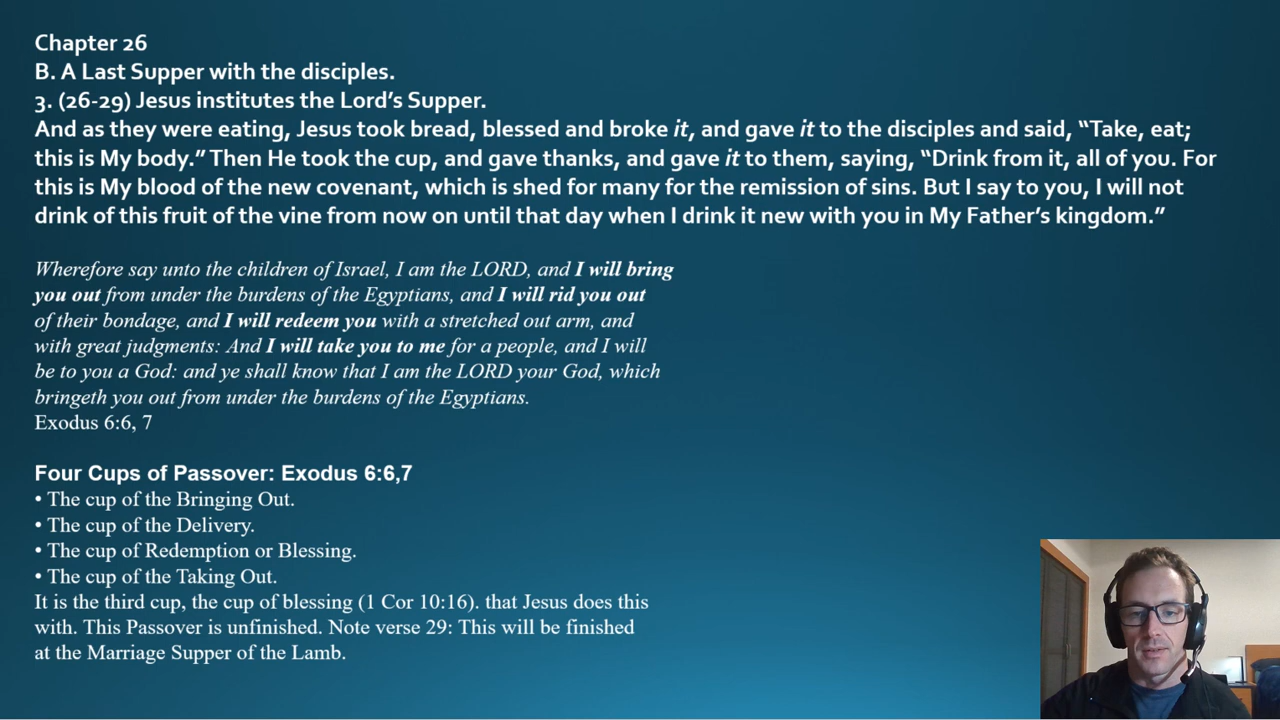 Chapter 26
B. A Last Supper with the disciples.
3. (26-29) Jesus institutes the Lord’s Supper.
And as they were eating, Jesus took bread, blessed and broke it, and gave it to the disciples and said, “Take, eat;
this is My body.” Then He took the cup, and gave thanks, and gave it to them, saying, “Drink from it, all of you. For
this is My blood of the new covenant, which is shed for many for the remission of sins. But I say to you, I will not
drink of this fruit of the vine from now on until that day when I drink it new with you in My Father’s kingdom.”
Wherefore say unto the children of Israel, I am the LORD, and I will bring
you out from under the burdens of the Egyptians, and I will rid you out
of their bondage, and I will redeem you with a stretched out arm, and
with great judgments: And I will take you to me for a people, and I will
be to you a God: and ye shall know that I am the LORD your God, which
bringeth you out from under the burdens of the Egyptians.
Exodus 6:6, 7
Four Cups of Passover: Exodus 6:6,7
• The cup of the Bringing Out.
• The cup of the Delivery.
• The cup of Redemption or Blessing.
• The cup of the Taking Out.
It is the third cup, the cup of blessing (1 Cor 10:16). that Jesus does this
with. This Passover is unfinished. Note verse 29: This will be finished
at the Marriage Supper of the Lamb.